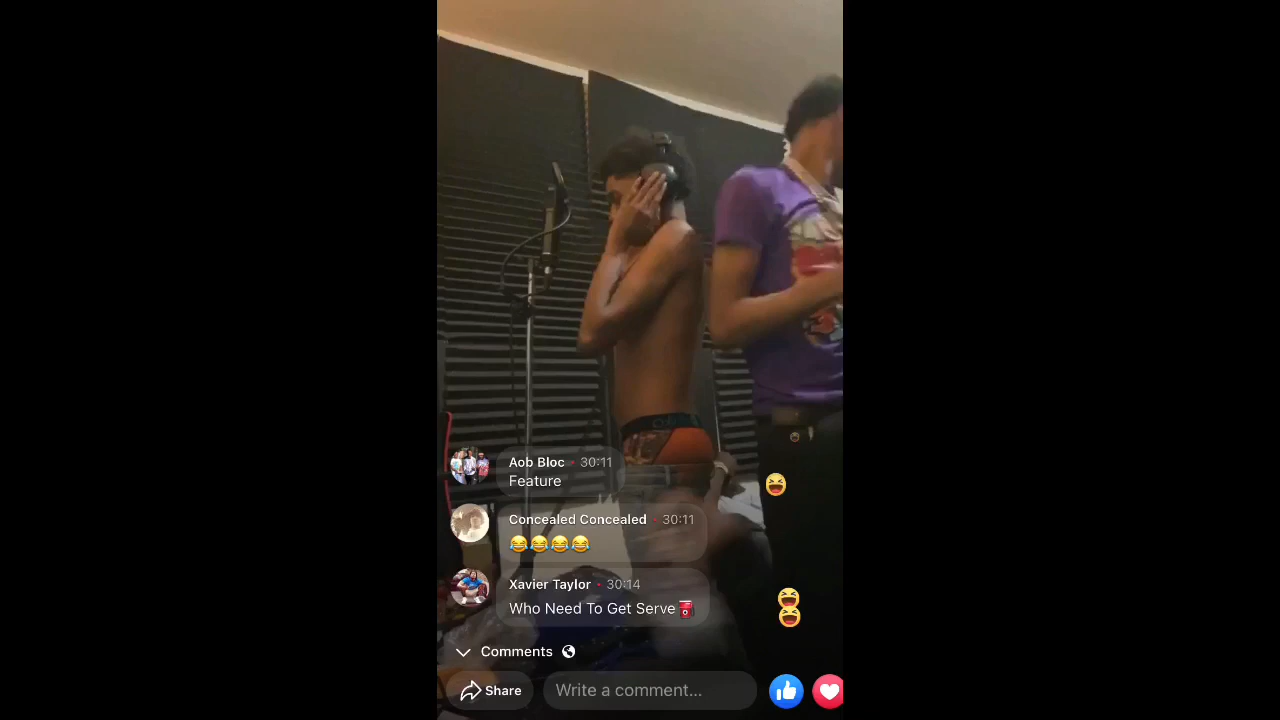 Aob Bloc • 30:11
Feature
Concealed Concealed • 30:11
😂😂😂😂
Xavier Taylor • 30:14
Who Need To Get Serve
Comments
Share
Write a comment...